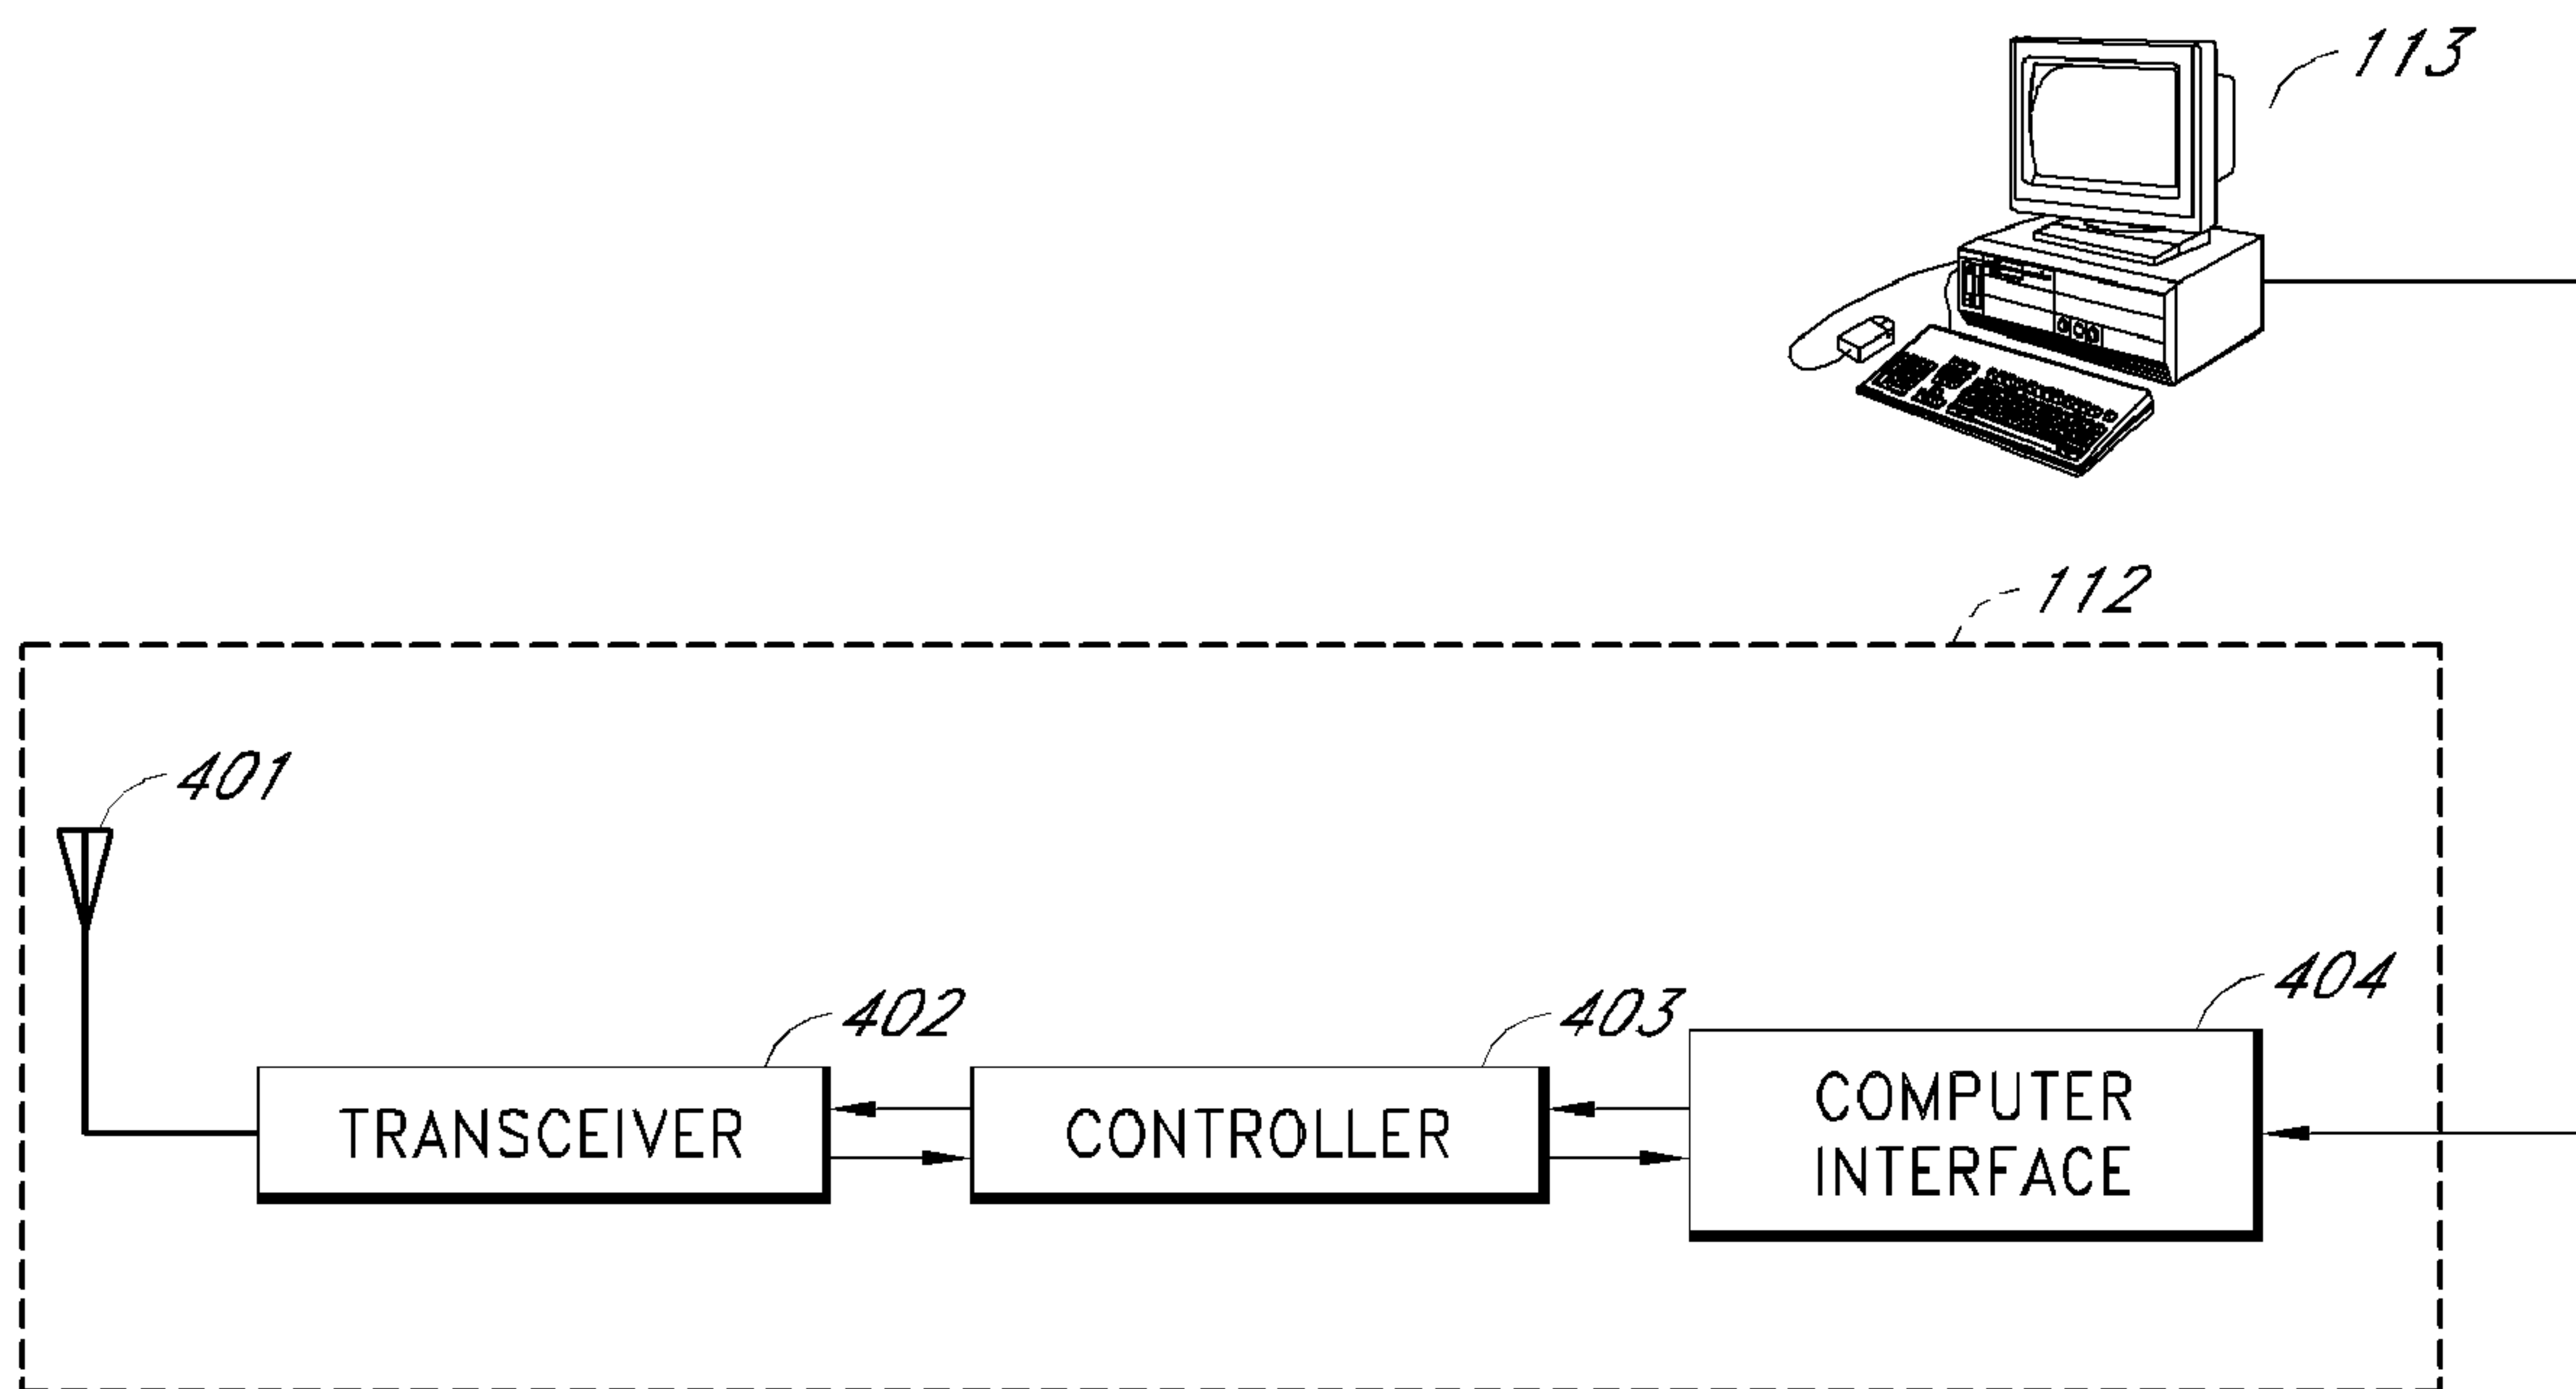 113
112
401
402
403
404
TRANSCEIVER
CONTROLLER
COMPUTER
INTERFACE